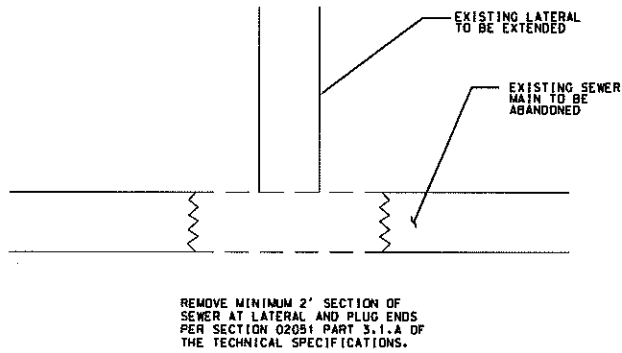 EXISTING LATERAL
TO BE EXTENDED
EXISTING SEWER
MAIN TO BE
ABANDONED
REMOVE MINIMUM 2' SECTION OF
SEWER AT LATERAL AND PLUG ENDS
PER SECTION 02051 PART 3.1.A OF
THE TECHNICAL SPECIFICATIONS.